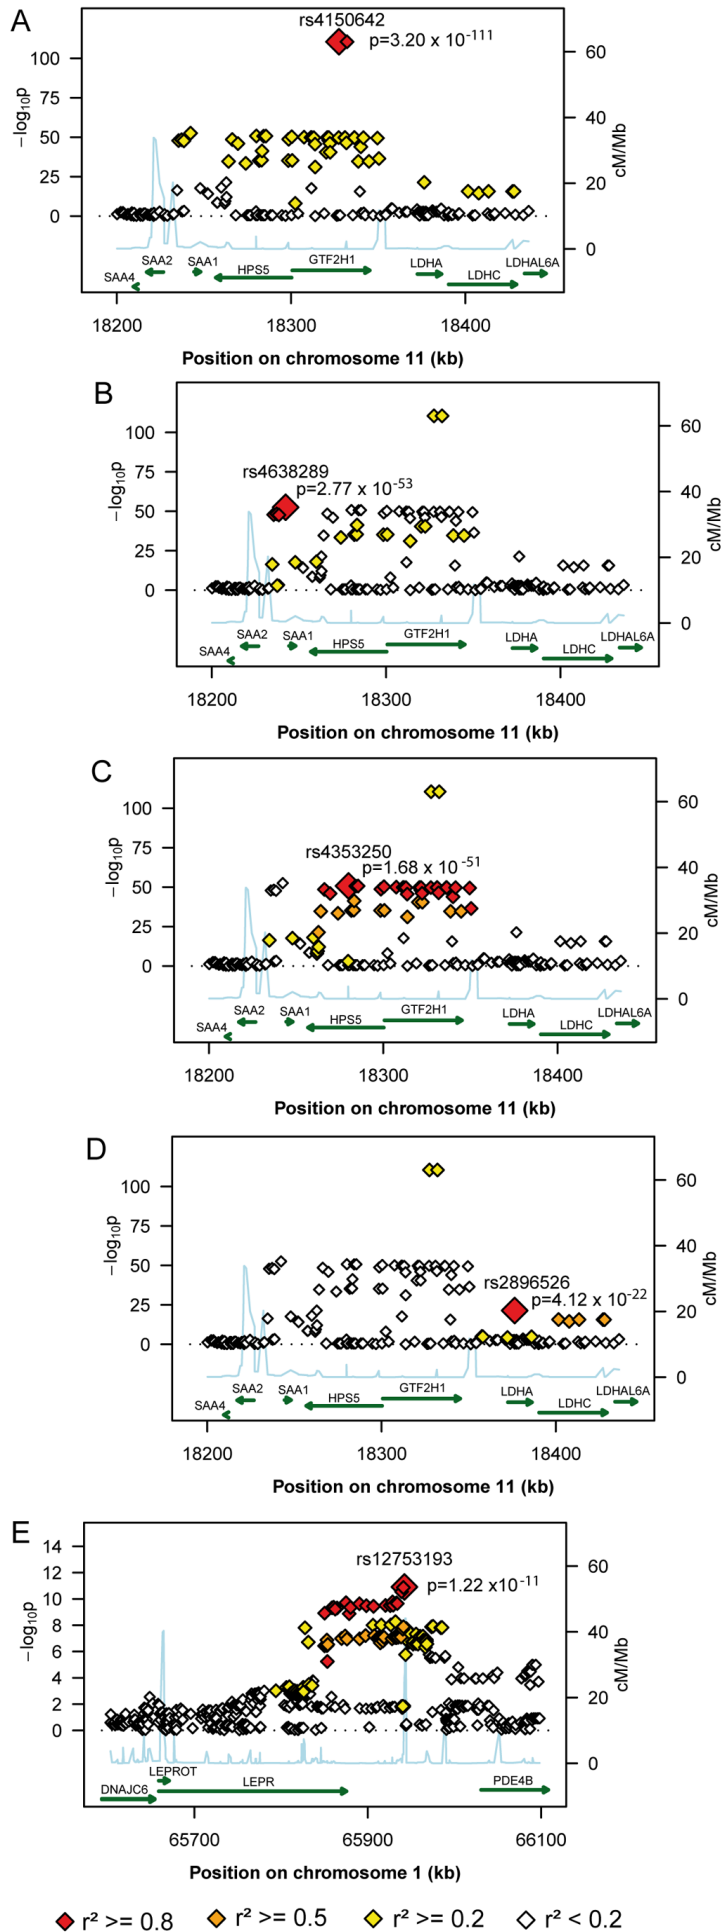 A
rs4150642
p=3.20 x 10-111
100
75
50
25
0
−log10p
60
40
20
0
cM/Mb
SAA4
SAA2
SAA1
HPS5
GTF2H1
LDHA
LDHC
LDHAL6A
18200
18300
18400
Position on chromosome 11 (kb)
B
rs4638289
p=2.77 x 10-53
100
75
50
25
0
−log10p
60
40
20
0
cM/Mb
SAA4
SAA2
SAA1
HPS5
GTF2H1
LDHA
LDHC
LDHAL6A
18200
18300
18400
Position on chromosome 11 (kb)
C
rs4353250
p=1.68 x 10-51
100
75
50
25
0
−log10p
60
40
20
0
cM/Mb
SAA4
SAA2
SAA1
HPS5
GTF2H1
LDHA
LDHC
LDHAL6A
18200
18300
18400
Position on chromosome 11 (kb)
D
rs2896526
p=4.12 x 10-22
100
75
50
25
0
−log10p
60
40
20
0
cM/Mb
SAA4
SAA2
SAA1
HPS5
GTF2H1
LDHA
LDHC
LDHAL6A
18200
18300
18400
Position on chromosome 11 (kb)
E
rs12753193
p=1.22 x10-11
14
12
10
8
6
4
2
0
−log10p
60
40
20
0
cM/Mb
DNAJC6
LEPROT
LEPR
PDE4B
65700
65900
66100
Position on chromosome 1 (kb)
r² >= 0.8 r² >= 0.5 r² >= 0.2 r² < 0.2